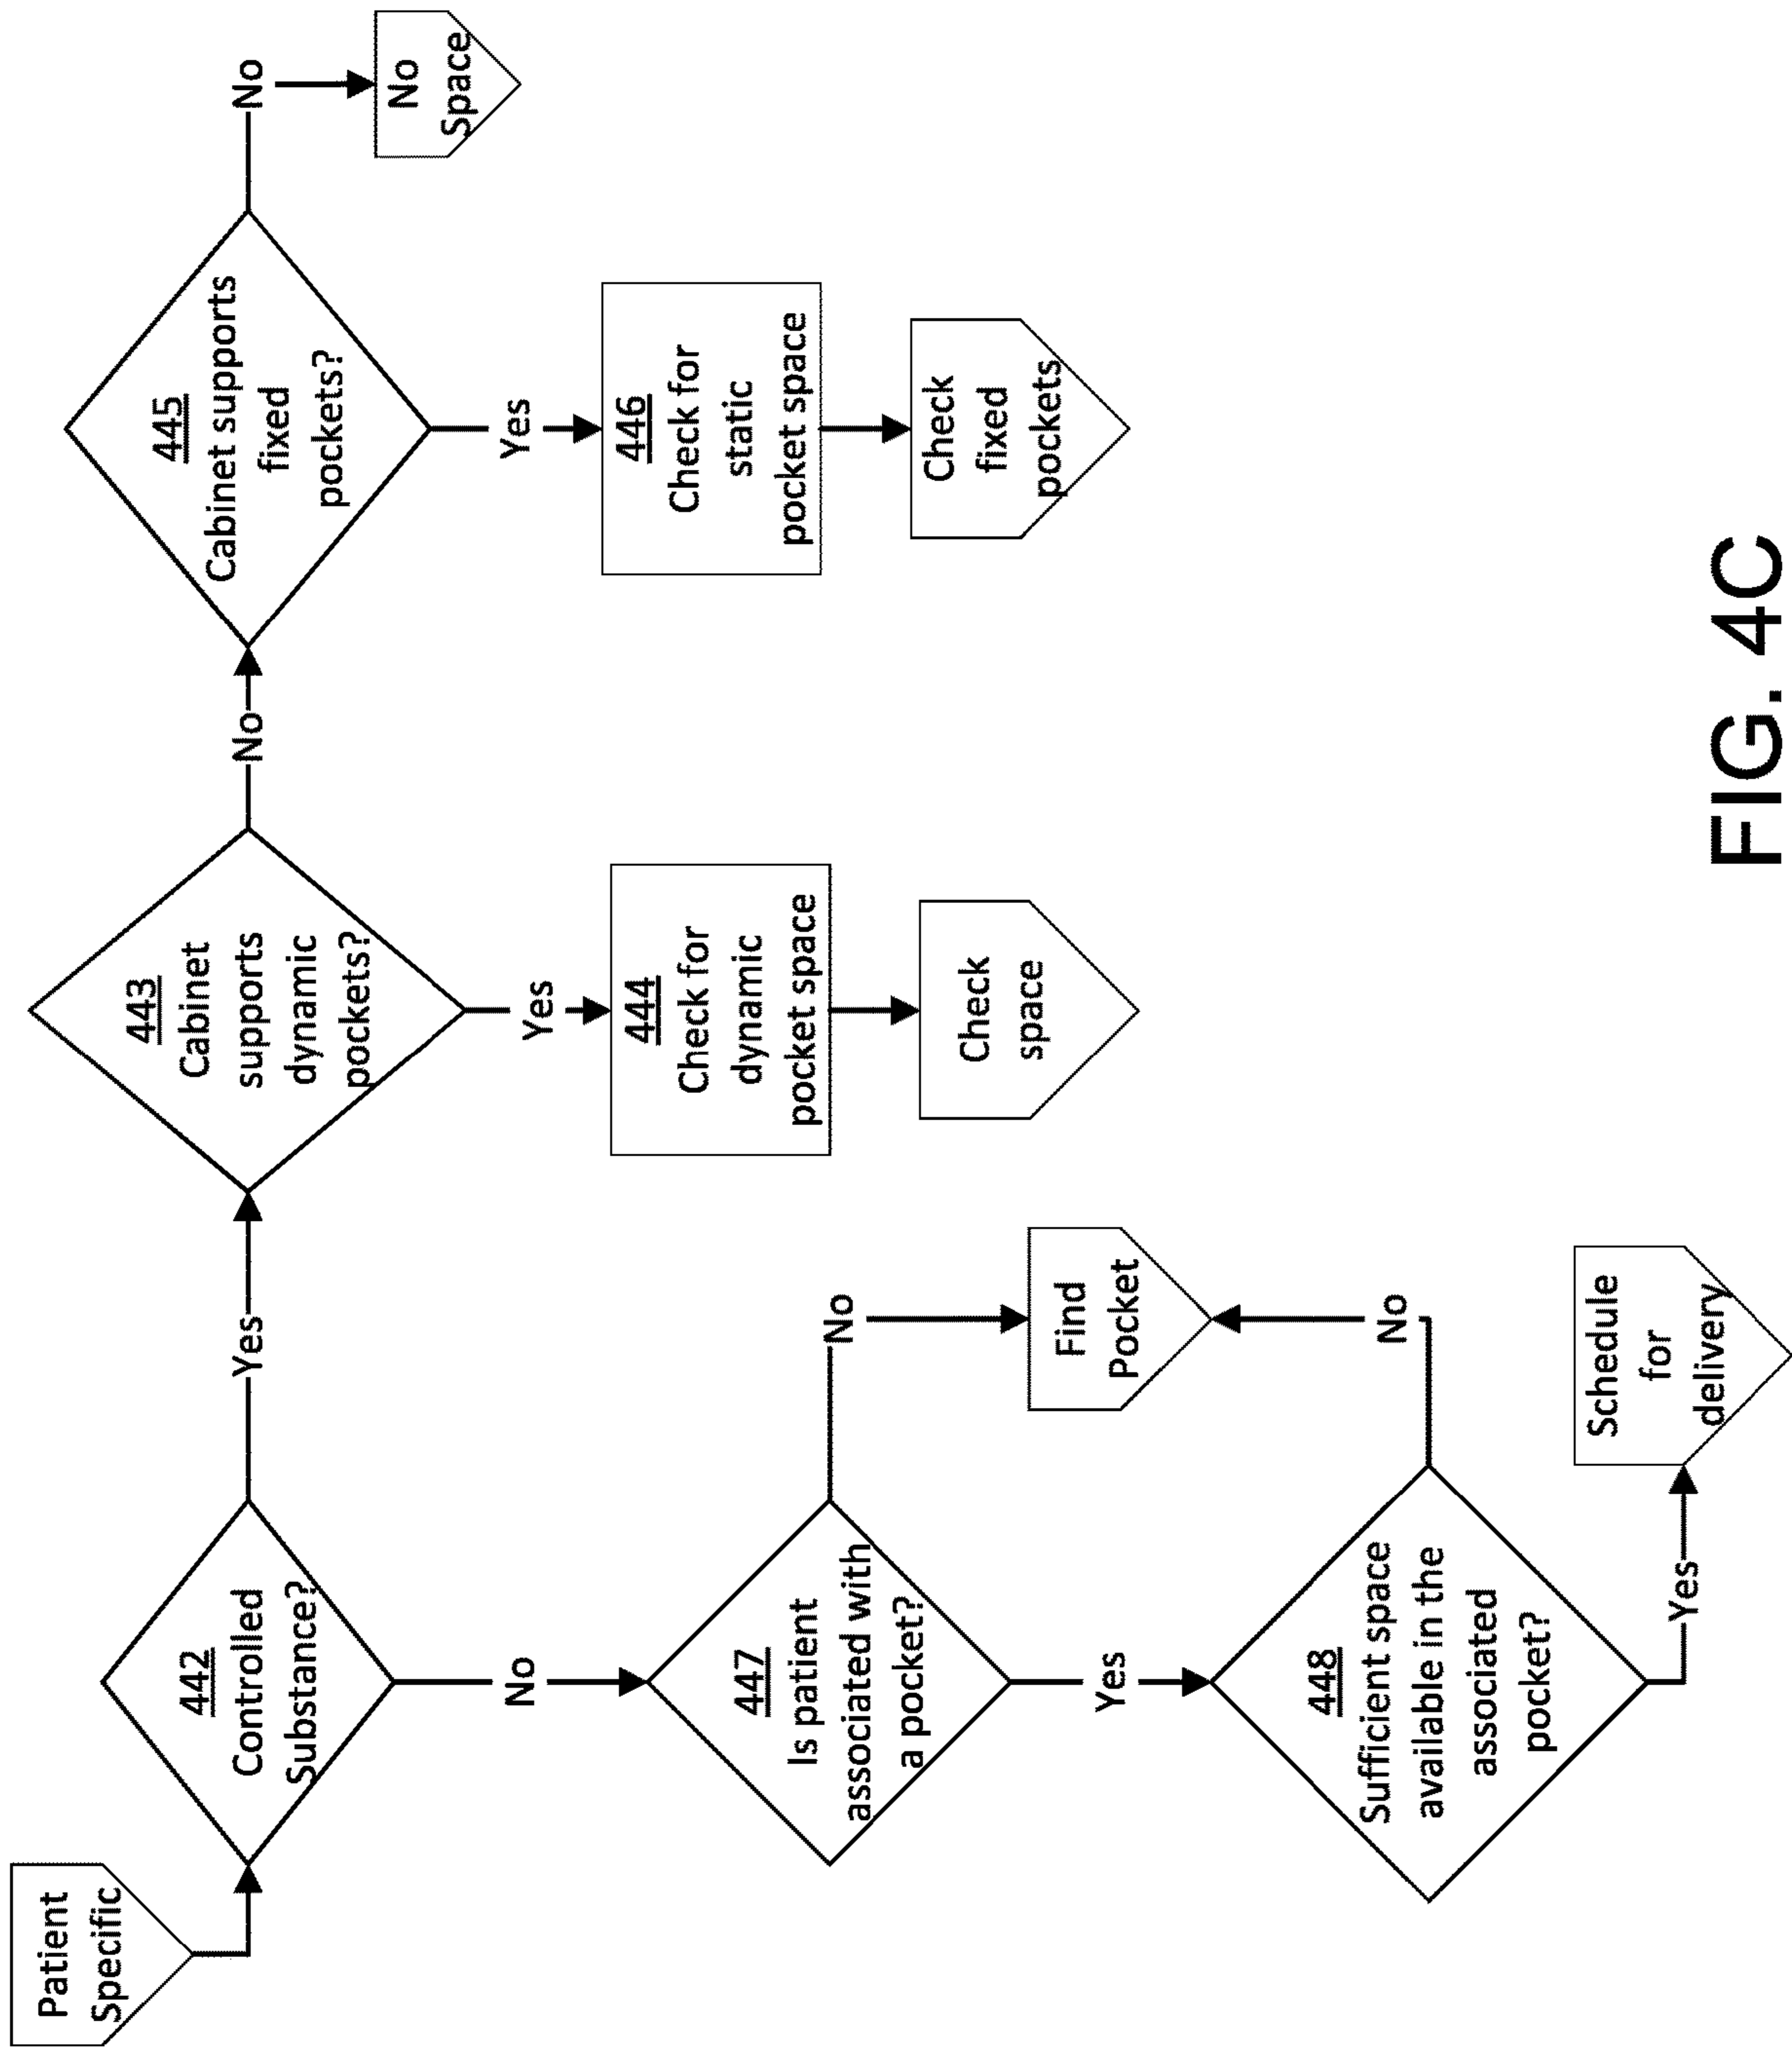 Patient
Specific
442
Controlled
Substance?
Yes
443
Cabinet
supports
dynamic
pockets?
No
445
Cabinet supports
fixed
pockets?
No
No
Space
Yes
444
Check for
dynamic
pocket space
Check
space
Yes
446
Check for
static
pocket space
Check
fixed
pockets
No
447
Is patient
associated with
a pocket?
No
Find
Pocket
Yes
448
Sufficient space
available in the
associated
pocket?
No
Yes
Schedule
for
delivery
FIG. 4C